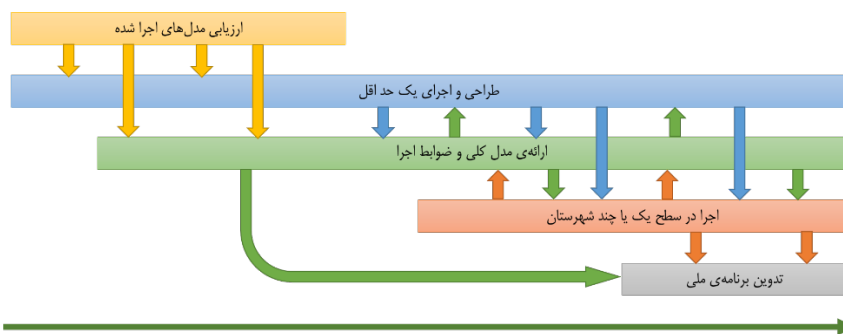 ارزیابی مدل‌های اجرا شده
طراحی و اجرای یک حد اقل
ارائه‌ی مدل کلی و ضوابط اجرا
اجرا در سطح یک یا چند شهرستان
تدوین برنامه‌ی ملی